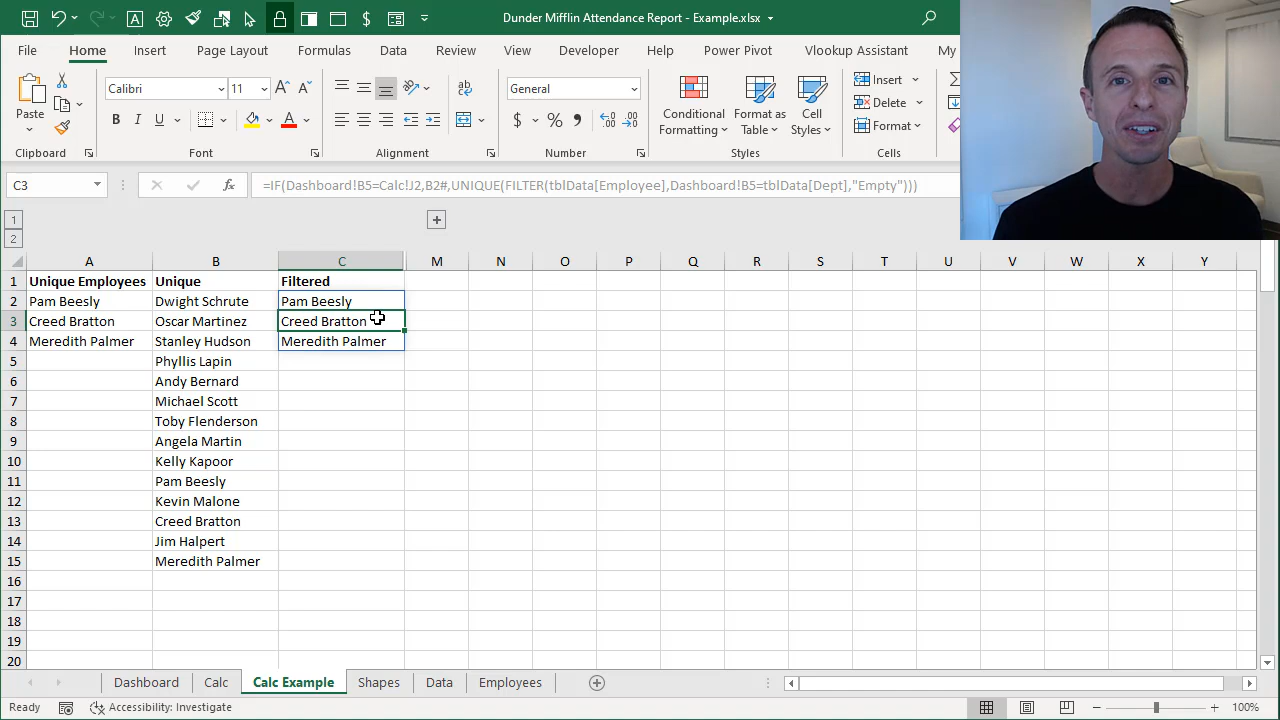 Dunder Mifflin Attendance Report - Example.xlsx
File Home Insert Page Layout Formulas Data Review View Developer Help Power Pivot Vlookup Assistant My
Paste
Clipboard
Calibri 11
B I U
Font
Alignment
General
$ % 9
Number
Conditional Formatting
Format as Table
Cell Styles
Styles
Insert
Delete
Format
Cells
C3 fx =IF(Dashboard!B5=Calc!J2,B2#,UNIQUE(FILTER(tblData[Employee],Dashboard!B5=tblData[Dept],"Empty")))
1
2
A B C M N O P Q R S T U V W X Y
1 Unique Employees Unique Filtered
2 Pam Beesly Dwight Schrute Pam Beesly
3 Creed Bratton Oscar Martinez Creed Bratton
4 Meredith Palmer Stanley Hudson Meredith Palmer
5 Phyllis Lapin
6 Andy Bernard
7 Michael Scott
8 Toby Flenderson
9 Angela Martin
10 Kelly Kapoor
11 Pam Beesly
12 Kevin Malone
13 Creed Bratton
14 Jim Halpert
15 Meredith Palmer
16
17
18
19
20
Dashboard Calc Calc Example Shapes Data Employees
Ready Accessibility: Investigate 100%